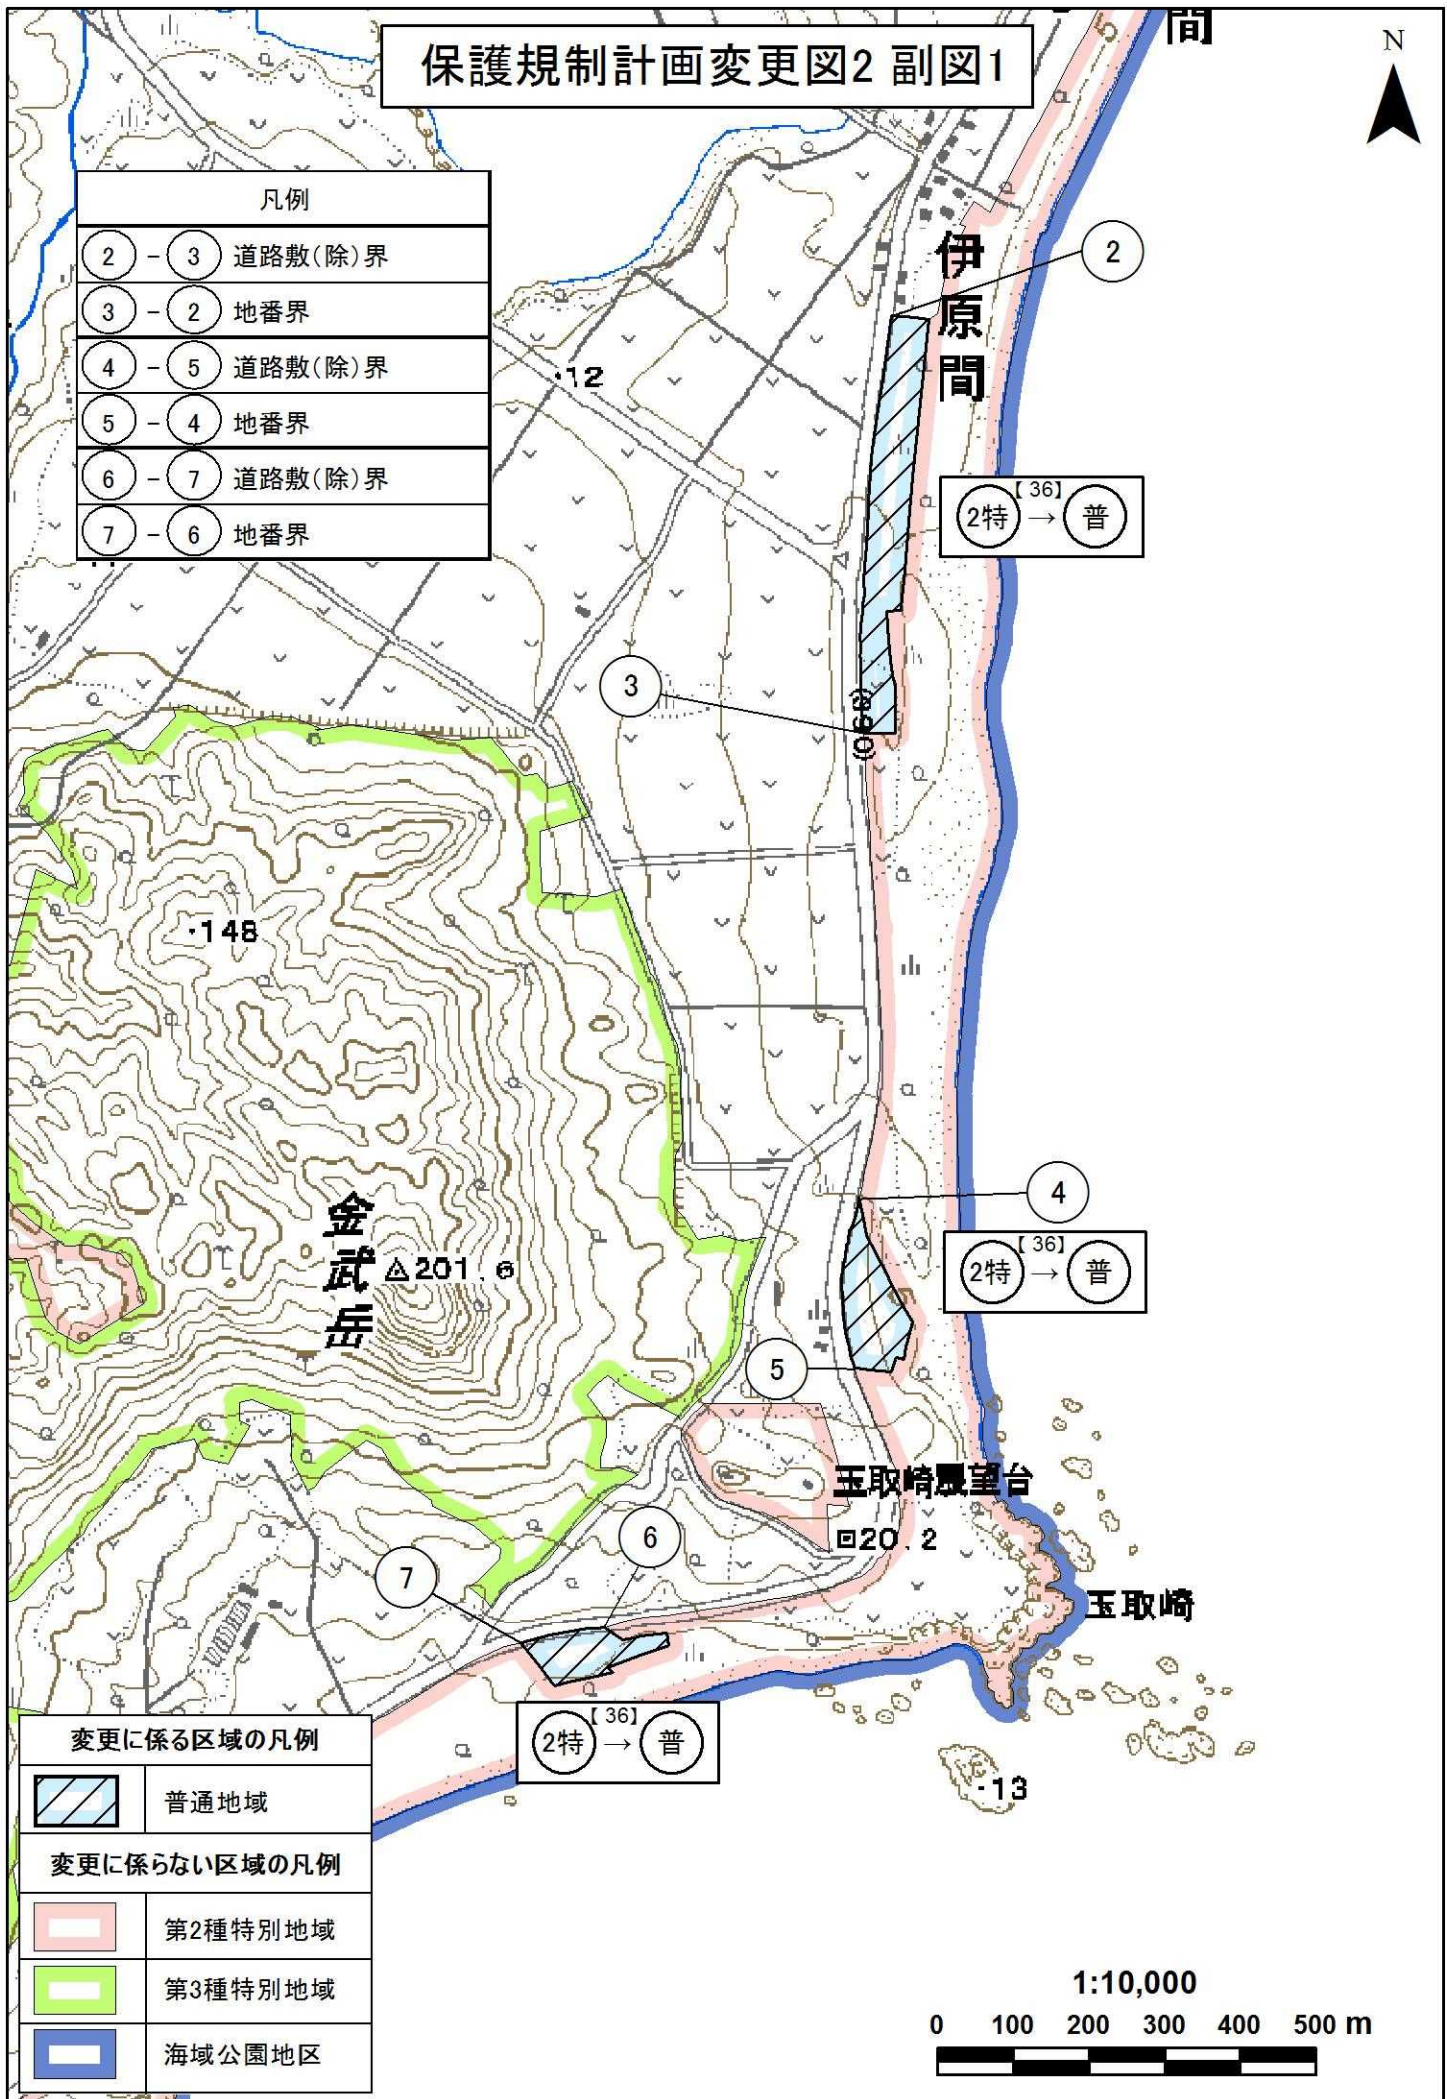 保護規制計画変更図2 副図1
間
N
凡例
② - ③ 道路敷(除)界
③ - ② 地番界
④ - ⑤ 道路敷(除)界
⑤ - ④ 地番界
⑥ - ⑦ 道路敷(除)界
⑦ - ⑥ 地番界
伊原間
2
・12
【36】
2特 → 普
3
(390)
・148
金武岳
201.6
4
【36】
2特 → 普
5
玉取崎展望台
20.2
6
7
玉取崎
【36】
2特 → 普
・13
変更に係る区域の凡例
普通地域
変更に係らない区域の凡例
第2種特別地域
第3種特別地域
海域公園地区
1:10,000
0 100 200 300 400 500 m